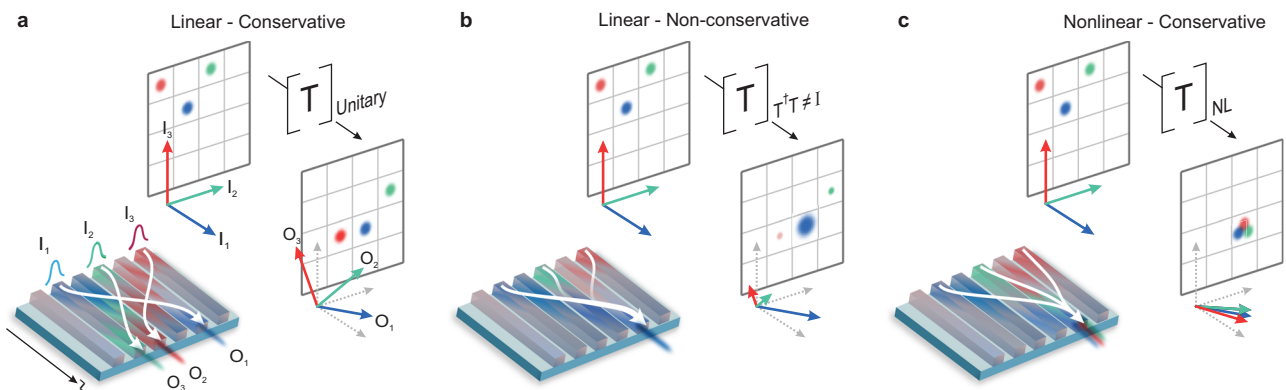 a Linear - Conservative
T
Unitary
I₃
I₂
I₁
I₁
I₂
I₃
O₃
O₂
O₁
O₁
O₂
O₃
z
b Linear - Non-conservative
T
T†T ≠ I
c Nonlinear - Conservative
T
NL